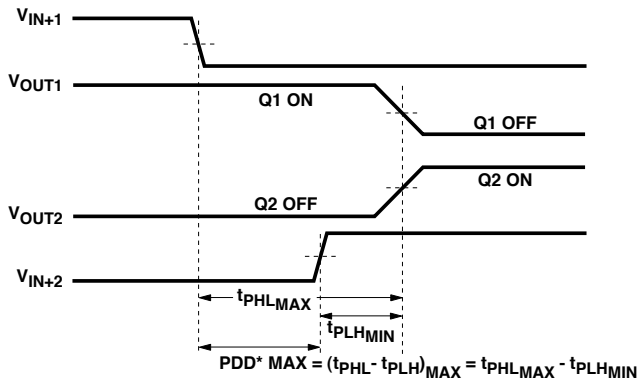 VIN+1
VOUT1
Q1 ON
Q1 OFF
Q2 ON
Q2 OFF
VOUT2
VIN+2
tPHLMAX
tPLHMIN
PDD* MAX = (tPHL- tPLH)MAX = tPHLMAX - tPLHMIN